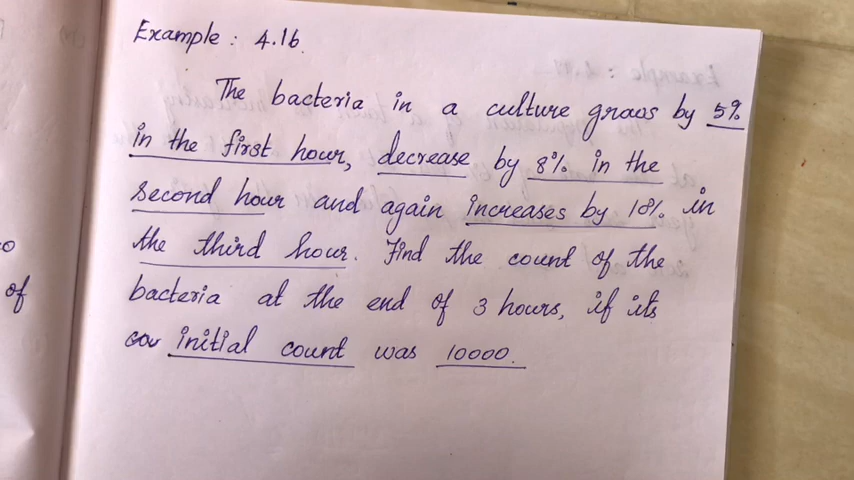 Example : 4.16
The bacteria in a culture graos by 5%
in the first hour, decrease by 8% in the
second hour and again increases by 10% in
the third hour. Find the count of the
bacteria at the end of 3 hours, if its
cou initial count was 10000.
of